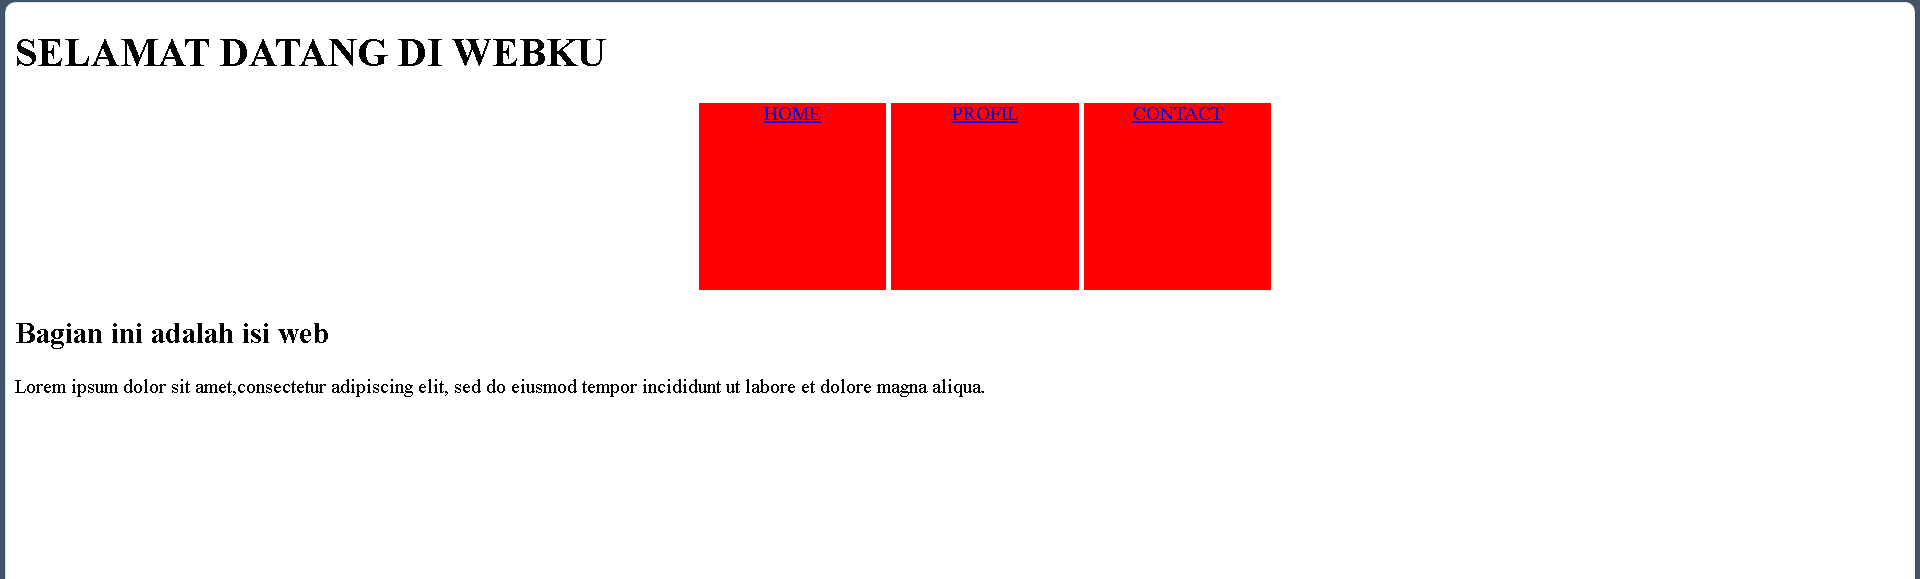 SELAMAT DATANG DI WEBKU
HOME PROFIL CONTACT
Bagian ini adalah isi web
Lorem ipsum dolor sit amet,consectetur adipiscing elit, sed do eiusmod tempor incididunt ut labore et dolore magna aliqua.